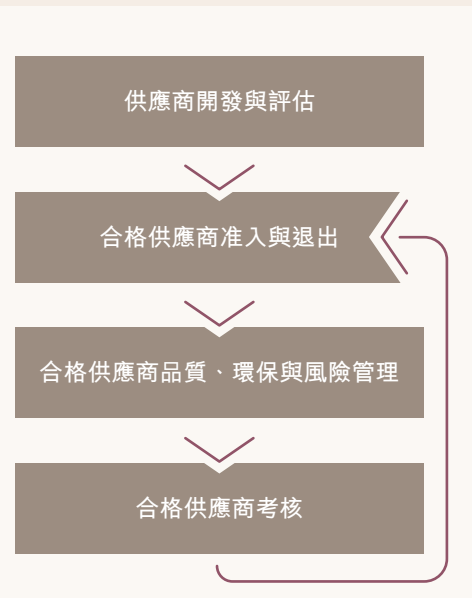 供應商開發與評估
合格供應商准入與退出
合格供應商品質、環保與風險管理
合格供應商考核